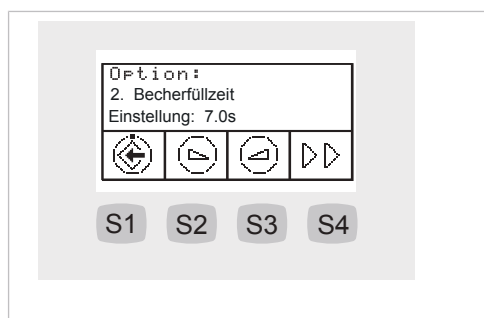 Option:
2. Becherfüllzeit
Einstellung: 7.0s
S1 S2 S3 S4